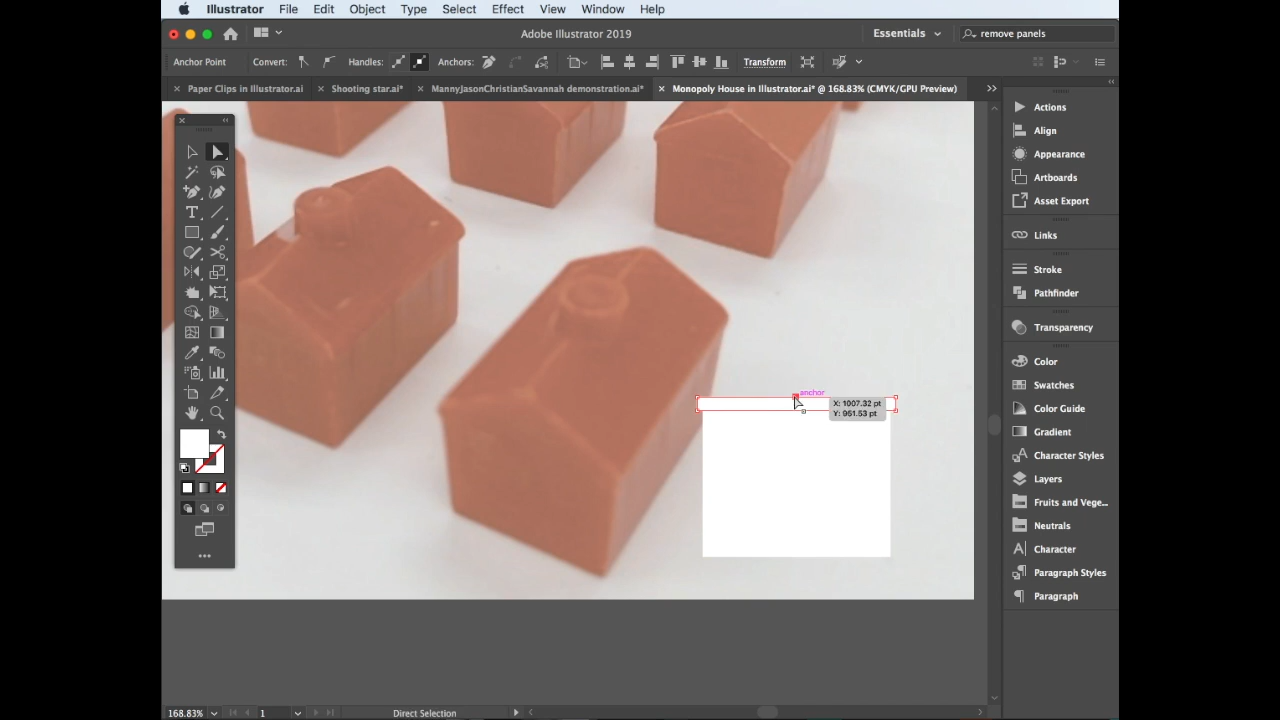 Illustrator File Edit Object Type Select Effect View Window Help
Adobe Illustrator 2019
Essentials
remove panels
Anchor Point Convert: Handles: Anchors: Transform
Paper Clips in Illustrator.ai
Shooting star.ai*
MannyJasonChristianSavannah demonstration.ai*
Monopoly House in Illustrator.ai* @ 168.83% (CMYK/GPU Preview)
Actions
Align
Appearance
Artboards
Asset Export
Links
Stroke
Pathfinder
Transparency
Color
Swatches
Color Guide
Gradient
Character Styles
Layers
Fruits and Vege...
Neutrals
Character
Paragraph Styles
Paragraph
anchor
X: 1007.32 pt
Y: 961.53 pt
168.83%
1
Direct Selection